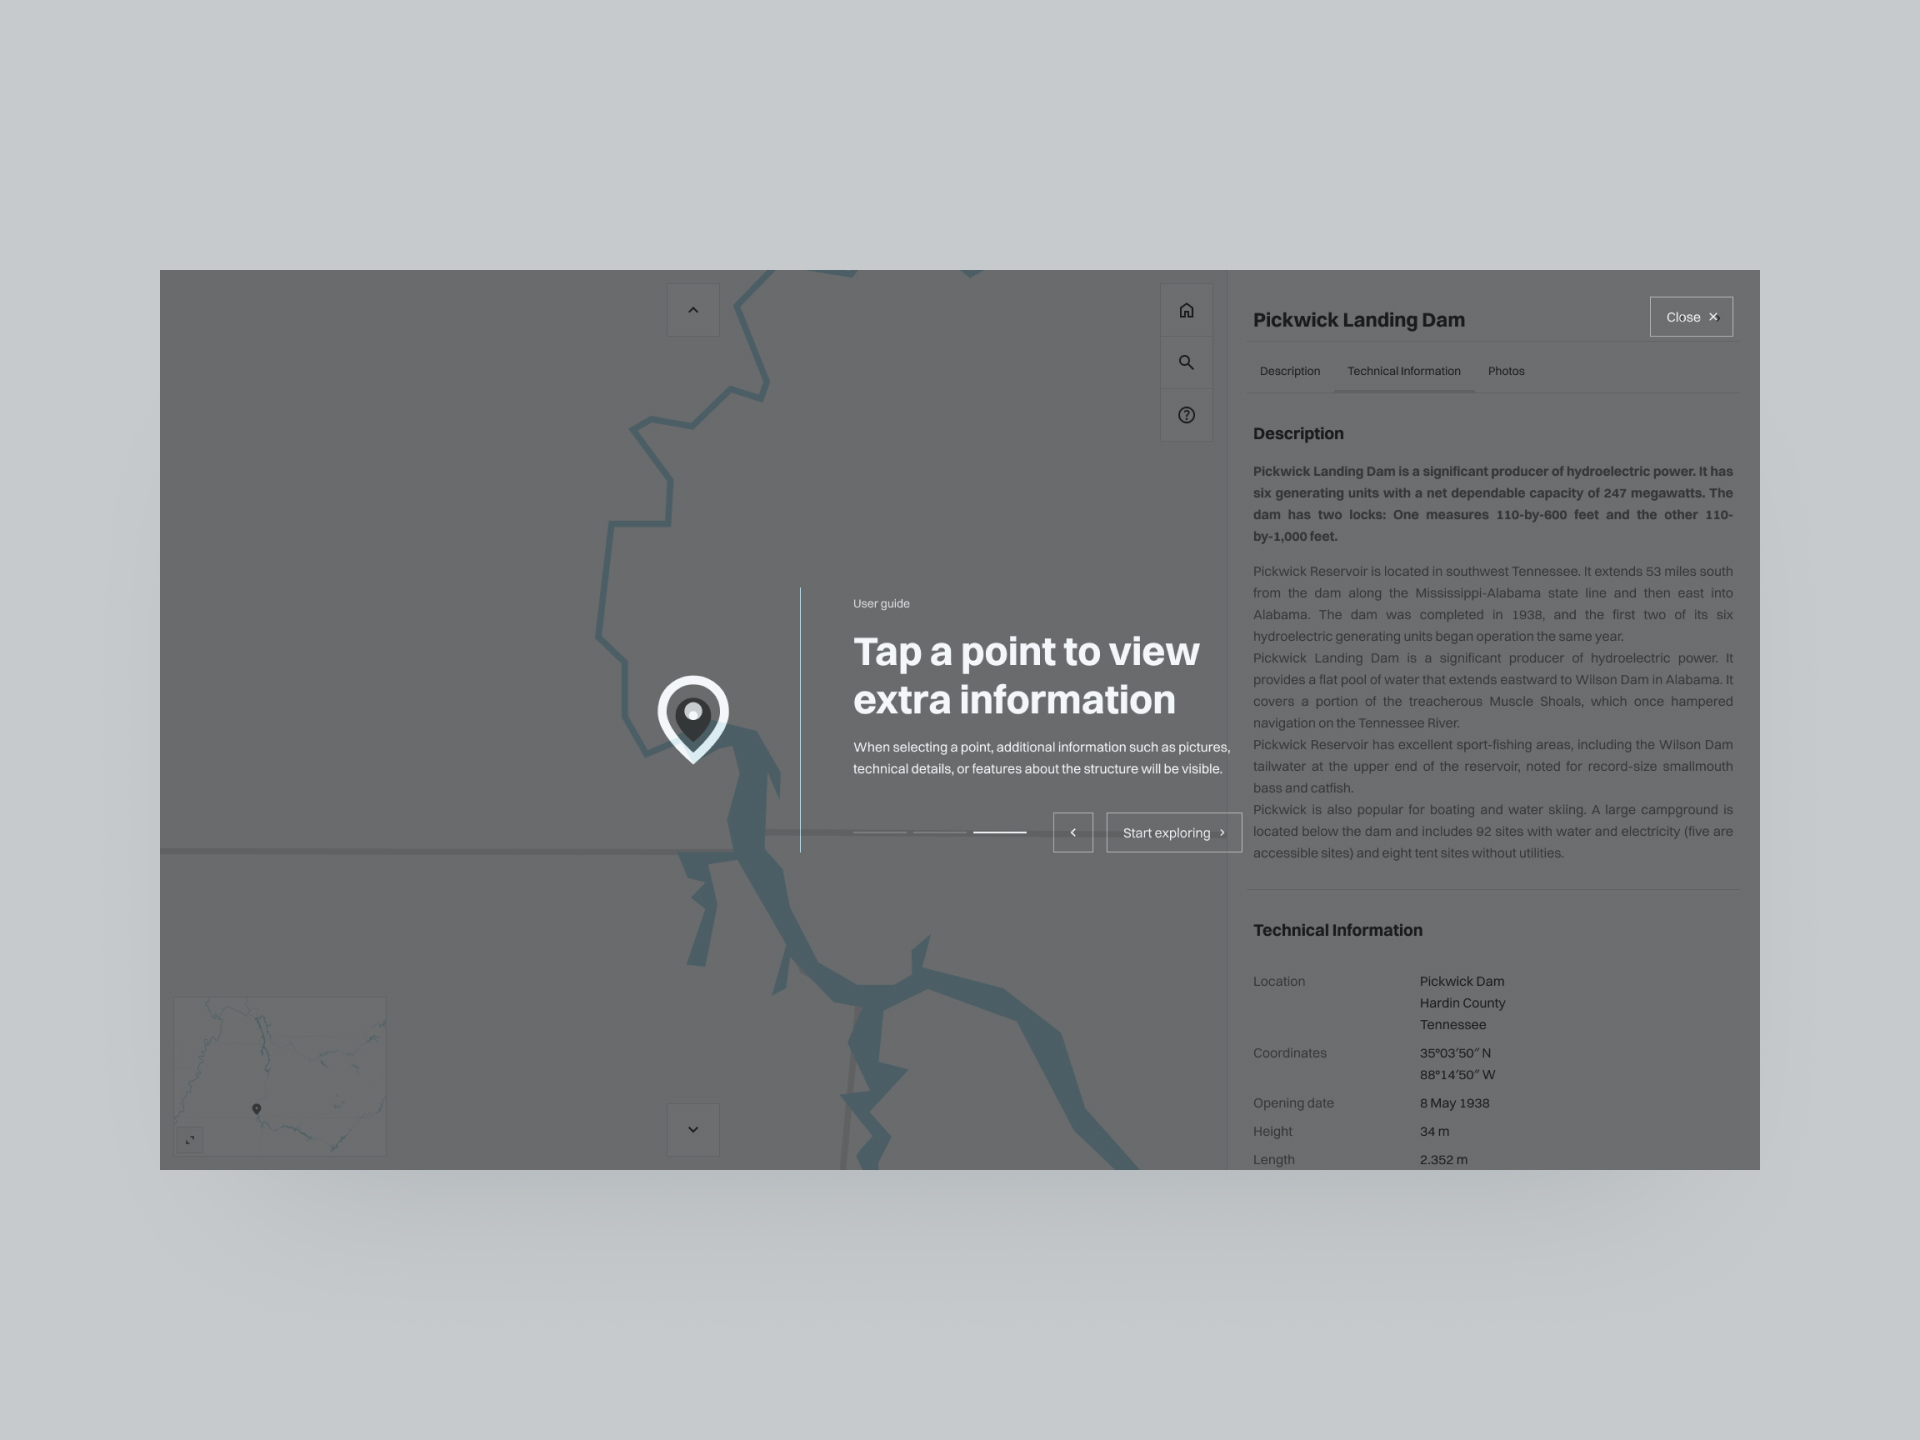 Pickwick Landing Dam
Close
Description
Technical Information
Photos
Description
Pickwick Landing Dam is a significant producer of hydroelectric power. It has
six generating units with a net dependable capacity of 247 megawatts. The
dam has two locks: One measures 110-by-600 feet and the other 110-
by-1,000 feet.
Pickwick Reservoir is located in southwest Tennessee. It extends 53 miles south
from the dam along the Mississippi-Alabama state line and then east into
Alabama. The dam was completed in 1938, and the first two of its six
hydroelectric generating units began operation the same year.
Pickwick Landing Dam is a significant producer of hydroelectric power. It
provides a flat pool of water that extends eastward to Wilson Dam in Alabama. It
covers a portion of the treacherous Muscle Shoals, which once hampered
navigation on the Tennessee River.
Pickwick Reservoir has excellent sport-fishing areas, including the Wilson Dam
tailwater at the upper end of the reservoir, noted for record-size smallmouth
bass and catfish.
Pickwick is also popular for boating and water skiing. A large campground is
located below the dam and includes 92 sites with water and electricity (five are
accessible sites) and eight tent sites without utilities.
User guide
Tap a point to view
extra information
When selecting a point, additional information such as pictures,
technical details, or features about the structure will be visible.
Start exploring
Technical Information
Location Pickwick Dam
Hardin County
Tennessee
Coordinates 35°03′50″ N
88°14′50″ W
Opening date 8 May 1938
Height 34 m
Length 2.352 m